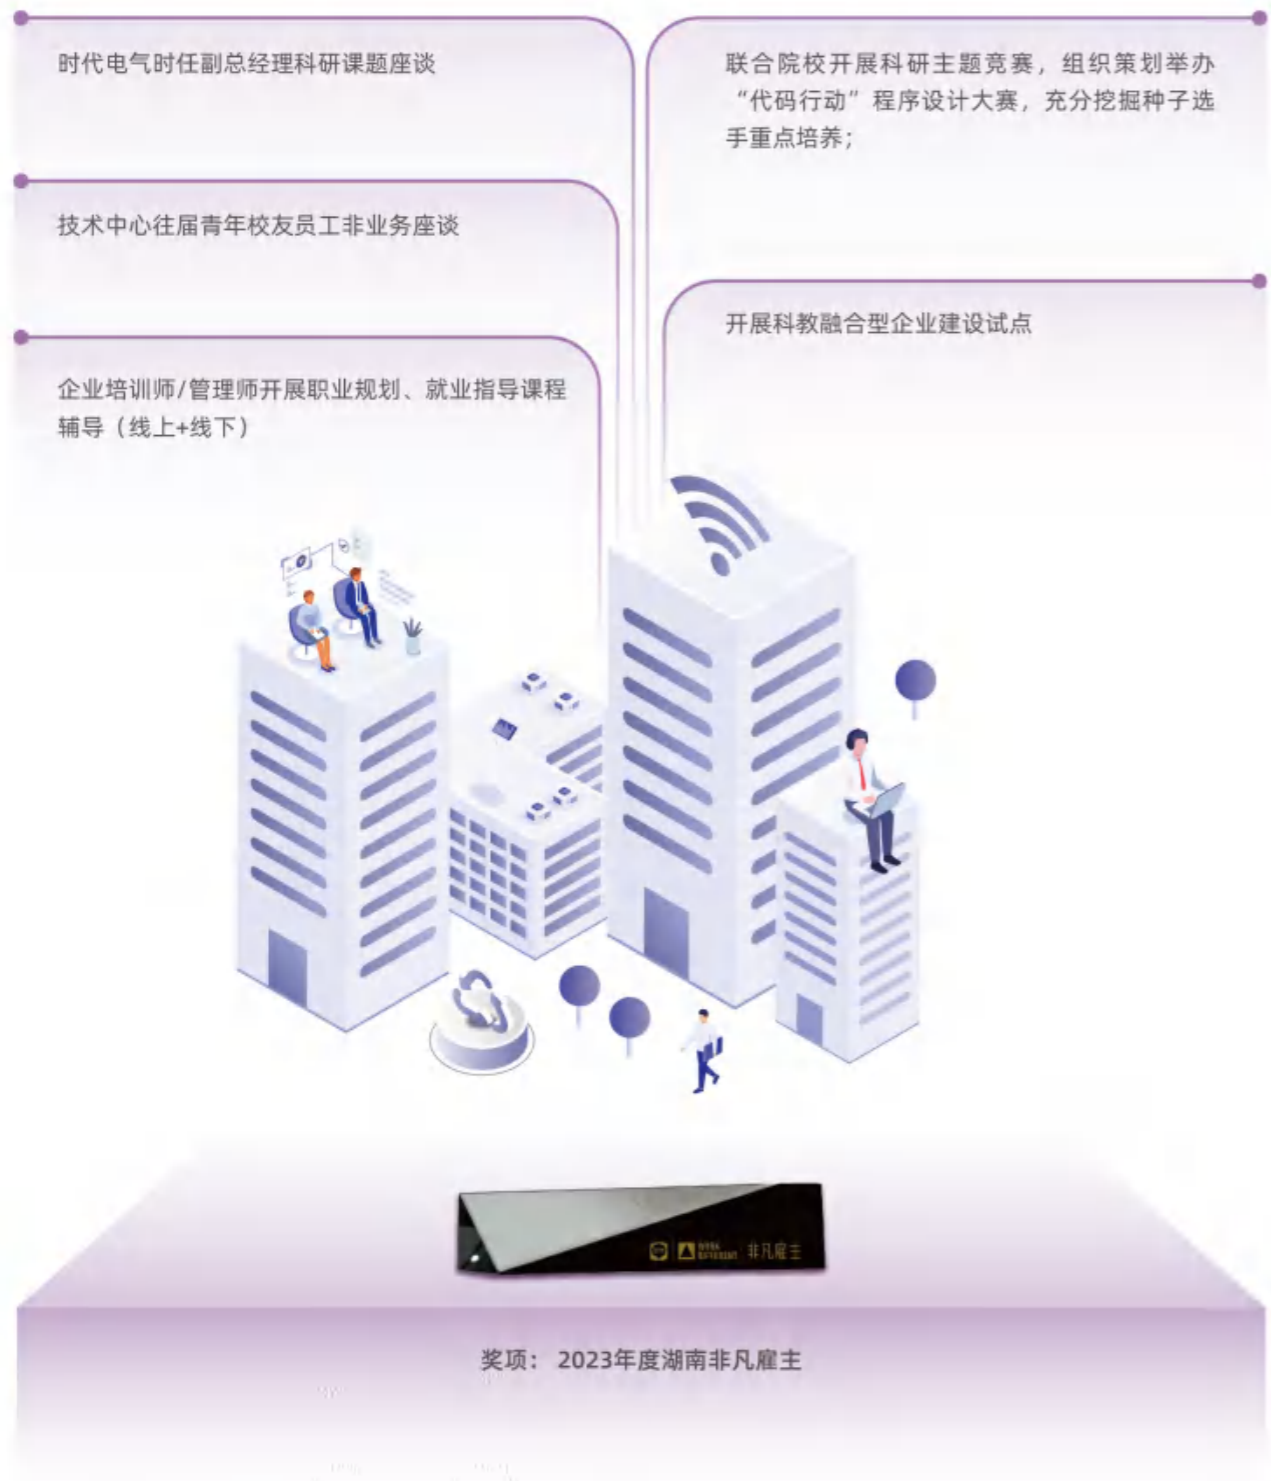 时代电气时任副总经理科研课题座谈
技术中心往届青年校友员工非业务座谈
企业培训师/管理师开展职业规划、就业指导课程
辅导（线上+线下）
联合院校开展科研主题竞赛，组织策划举办
“代码行动”程序设计大赛，充分挖掘种子选
手重点培养；
开展科教融合型企业建设试点
非凡雇主
奖项： 2023年度湖南非凡雇主